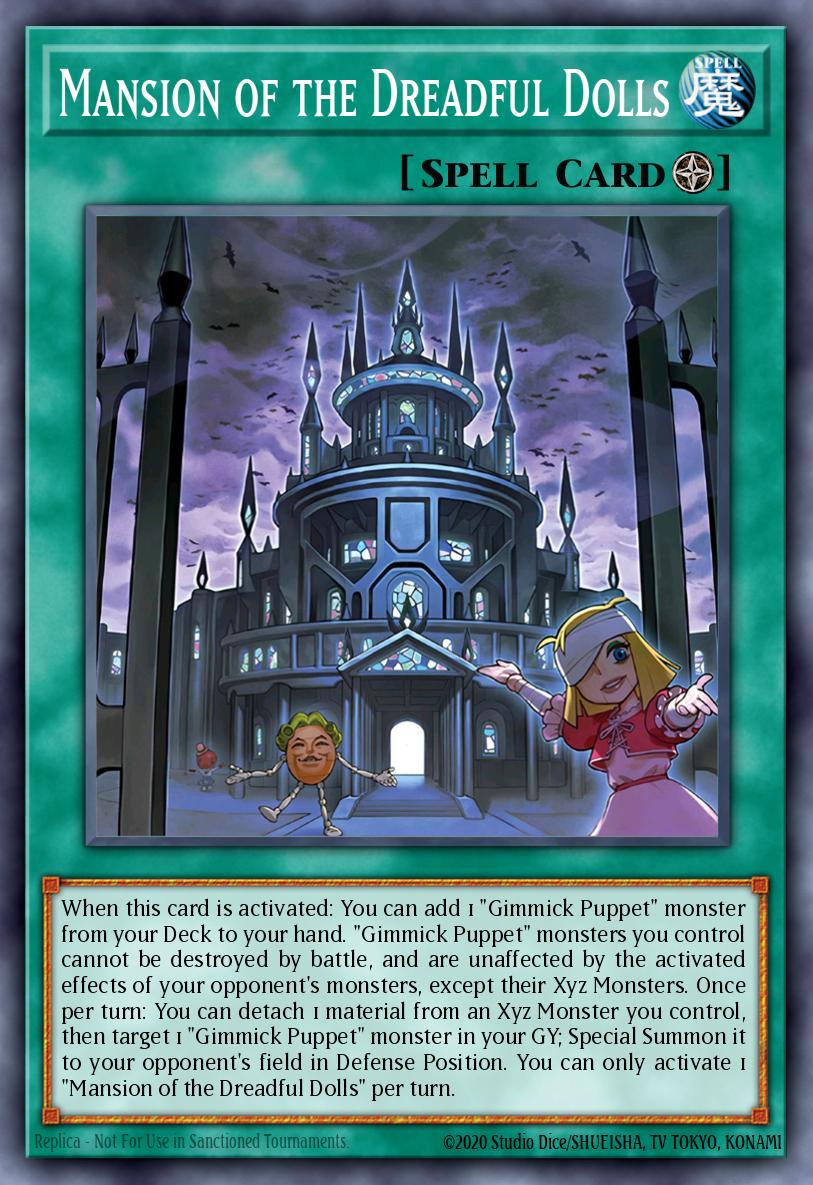 Mansion of the Dreadful Dolls
SPELL
魔
[Spell Card]
When this card is activated: You can add 1 "Gimmick Puppet" monster
from your Deck to your hand. "Gimmick Puppet" monsters you control
cannot be destroyed by battle, and are unaffected by the activated
effects of your opponent's monsters, except their Xyz Monsters. Once
per turn: You can detach 1 material from an Xyz Monster you control,
then target 1 "Gimmick Puppet" monster in your GY; Special Summon it
to your opponent's field in Defense Position. You can only activate 1
"Mansion of the Dreadful Dolls" per turn.
Replica - Not For Use in Sanctioned Tournaments.
©2020 Studio Dice/SHUEISHA, TV TOKYO, KONAMI